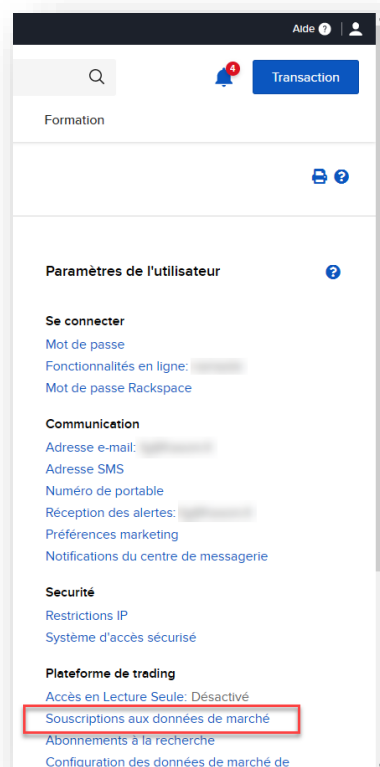 Aide ?
4
Transaction
Formation
?
Paramètres de l'utilisateur ?
Se connecter
Mot de passe
Fonctionnalités en ligne:
Mot de passe Rackspace
Communication
Adresse e-mail:
Adresse SMS
Numéro de portable
Réception des alertes:
Préférences marketing
Notifications du centre de messagerie
Securité
Restrictions IP
Système d'accès sécurisé
Plateforme de trading
Accès en Lecture Seule: Désactivé
Souscriptions aux données de marché
Abonnements à la recherche
Configuration des données de marché de